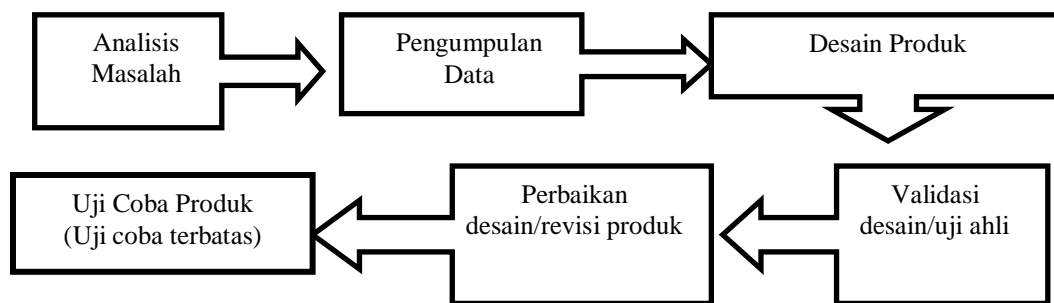 Analisis
Masalah
Pengumpulan
Data
Desain Produk
Validasi
desain/uji ahli
Perbaikan
desain/revisi produk
Uji Coba Produk
(Uji coba terbatas)